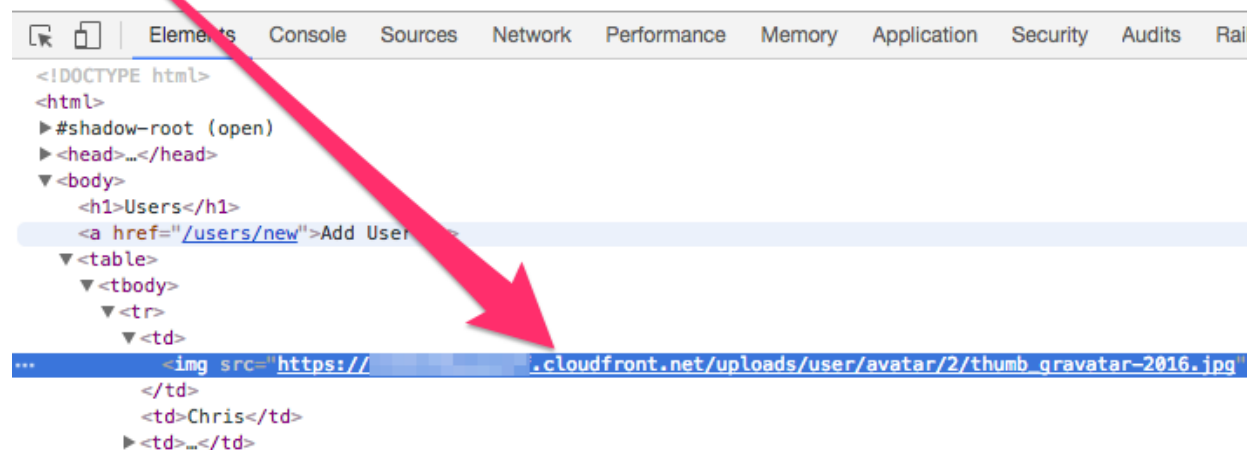 Elements Console Sources Network Performance Memory Application Security Audits Rai
<!DOCTYPE html>
<html>
▶#shadow-root (open)
▶<head>…</head>
▼<body>
<h1>Users</h1>
<a href="/users/new">Add User
▼<table>
▼<tbody>
▼<tr>
▼<td>
… <img src="https:// .cloudfront.net/uploads/user/avatar/2/thumb_gravatar-2016.jpg"
</td>
<td>Chris</td>
▶<td>…</td>